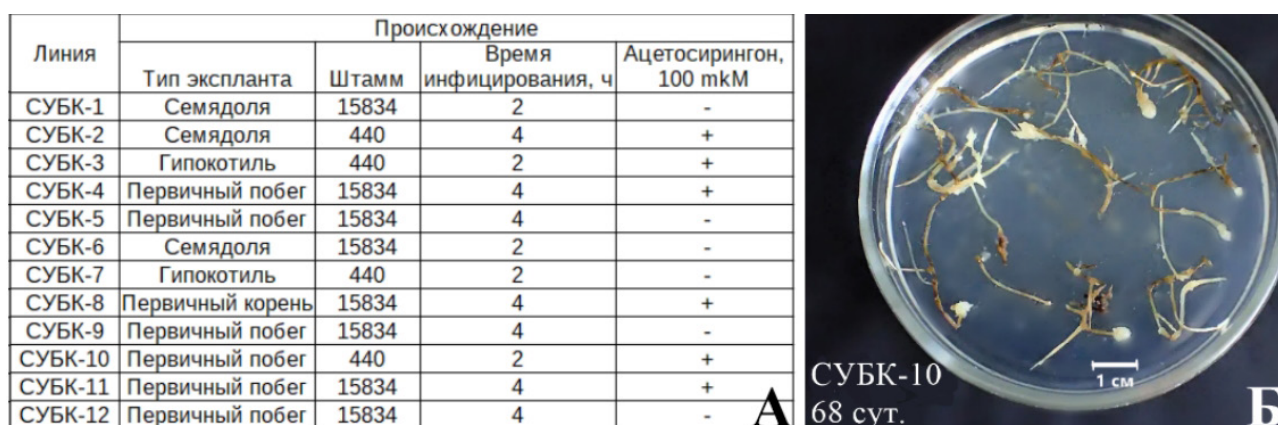 Линия
Происхождение
Тип экспланта
Штамм
Время
инфицирования, ч
Ацетосирингон,
100 mkM
СУБК-1 Семядоля 15834 2 -
СУБК-2 Семядоля 440 4 +
СУБК-3 Гипокотиль 440 2 +
СУБК-4 Первичный побег 15834 4 +
СУБК-5 Первичный побег 15834 4 -
СУБК-6 Семядоля 15834 2 -
СУБК-7 Гипокотиль 440 2 -
СУБК-8 Первичный корень 15834 4 +
СУБК-9 Первичный побег 15834 4 -
СУБК-10 Первичный побег 440 2 +
СУБК-11 Первичный побег 15834 4 +
СУБК-12 Первичный побег 15834 4 -
А
1 см
СУБК-10
68 сут.
Б